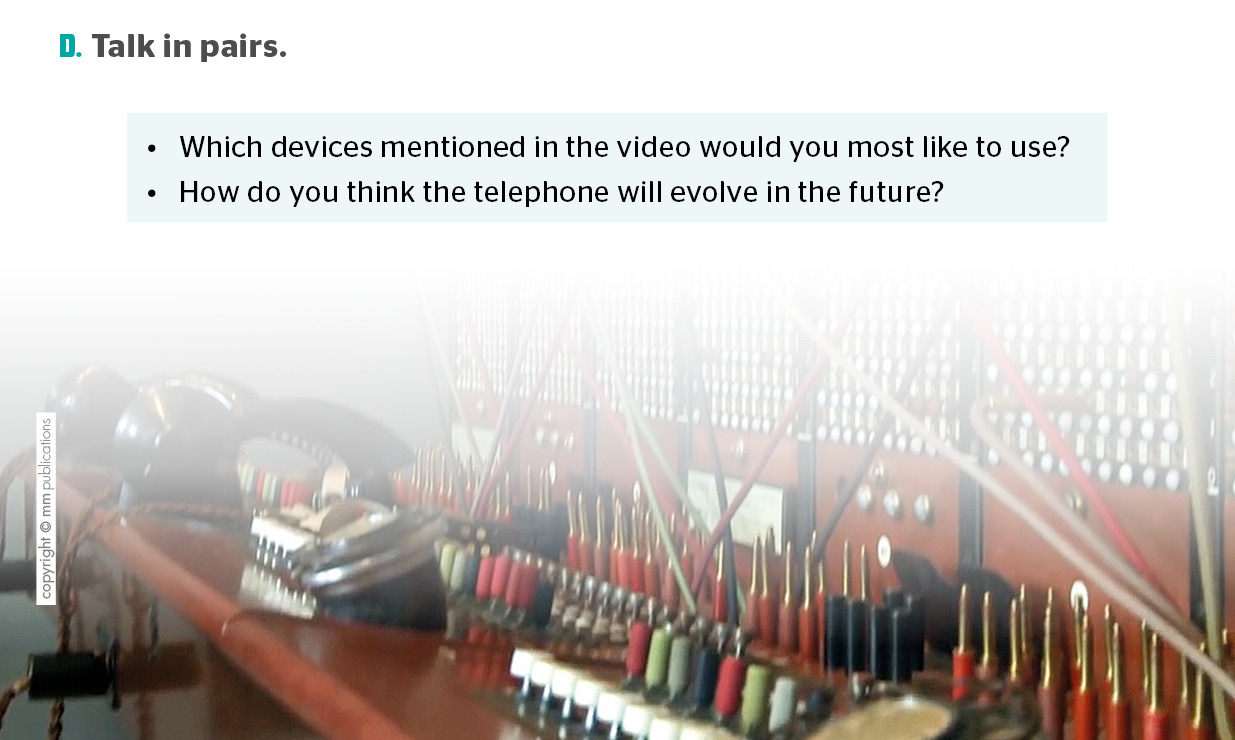 D. Talk in pairs.
• Which devices mentioned in the video would you most like to use?
• How do you think the telephone will evolve in the future?
copyright © mm publications